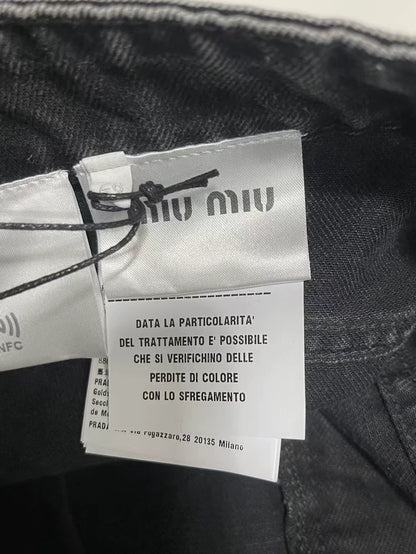 miu miu
NFC
DATA LA PARTICOLARITA'
DEL TRATTAMENTO E' POSSIBILE
CHE SI VERIFICHINO DELLE
PERDITE DI COLORE
CON LO SFREGAMENTO
PRADA
Via Fogazzaro,28 20135 Milano